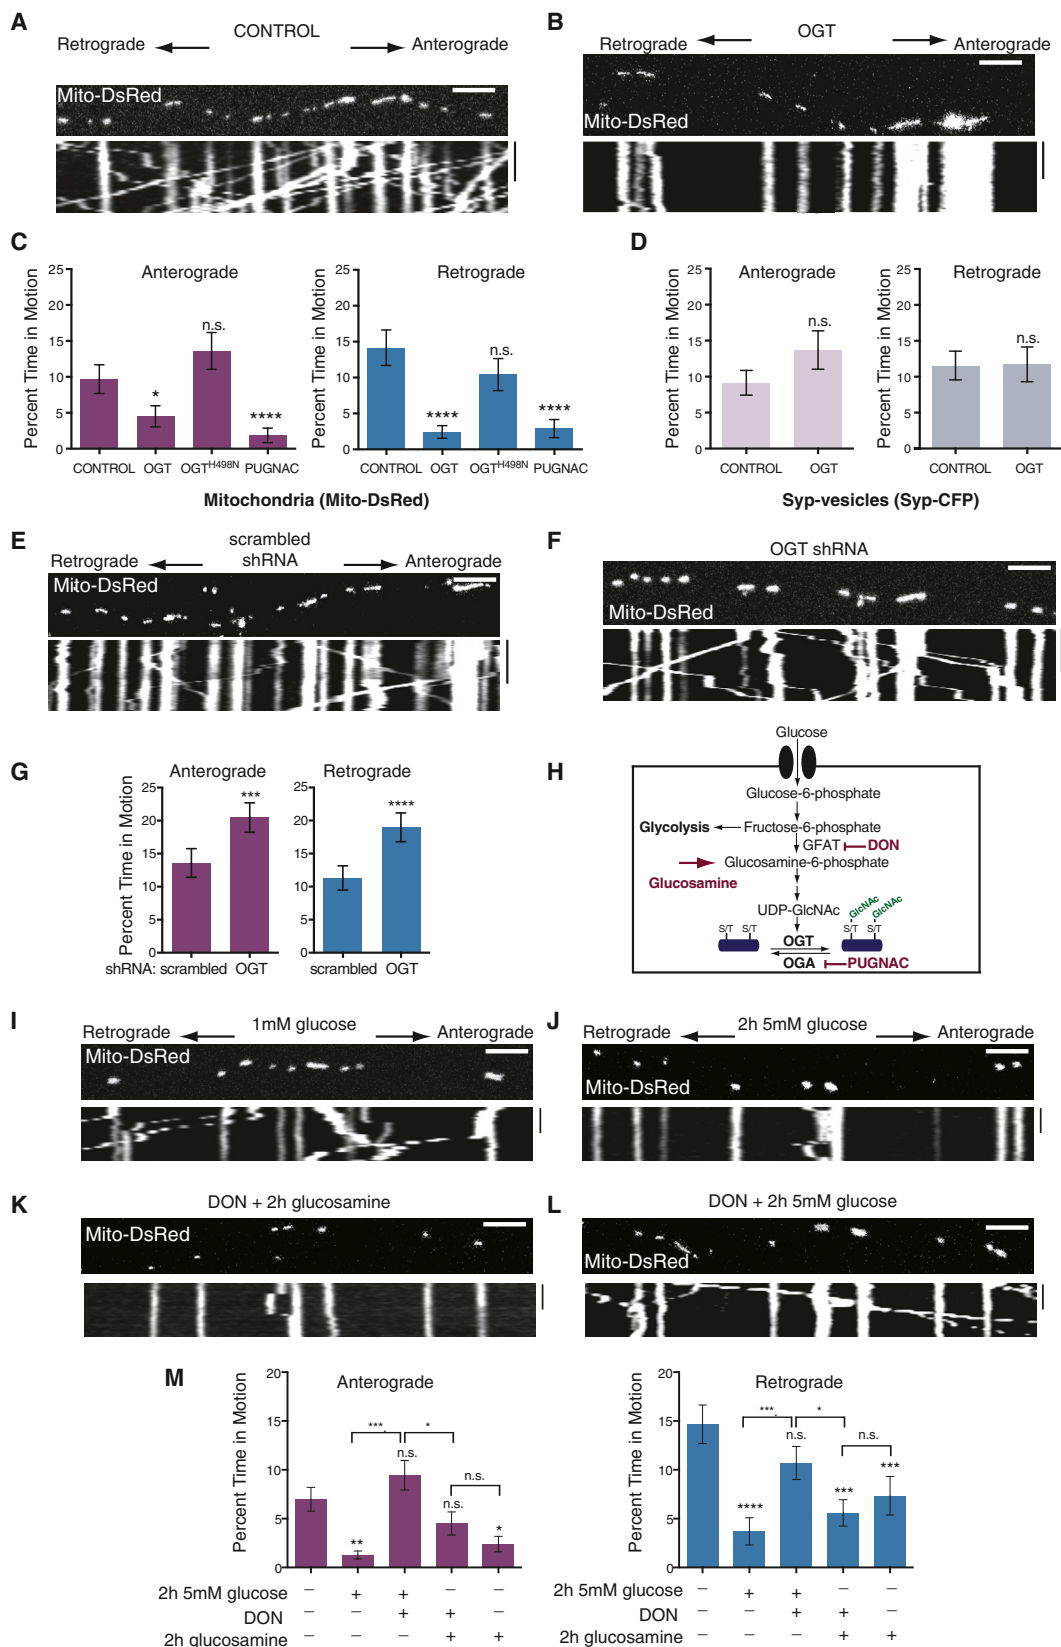 A
CONTROL
Retrograde
Anterograde
Mito-DsRed
B
OGT
Retrograde
Anterograde
Mito-DsRed
C
Anterograde
Percent Time in Motion
25
20
15
10
5
0
*
n.s.
****
CONTROL
OGT
OGT^H498N
PUGNAC
Retrograde
Percent Time in Motion
25
20
15
10
5
0
****
n.s.
****
CONTROL
OGT
OGT^H498N
PUGNAC
Mitochondria (Mito-DsRed)
D
Anterograde
Percent Time in Motion
25
20
15
10
5
0
n.s.
CONTROL
OGT
Retrograde
Percent Time in Motion
25
20
15
10
5
0
n.s.
CONTROL
OGT
Syp-vesicles (Syp-CFP)
E
scrambled
shRNA
Retrograde
Anterograde
Mito-DsRed
F
OGT shRNA
Mito-DsRed
G
Anterograde
Percent Time in Motion
25
20
15
10
5
0
***
shRNA: scrambled
OGT
Retrograde
25
20
15
10
5
0
****
scrambled
OGT
H
Glucose
Glucose-6-phosphate
Glycolysis
Fructose-6-phosphate
GFAT
DON
Glucosamine-6-phosphate
Glucosamine
UDP-GlcNAc
GlcNAc
GlcNAc
S/T S/T
S/T S/T
OGT
OGA
PUGNAC
I
1mM glucose
Retrograde
Anterograde
Mito-DsRed
J
2h 5mM glucose
Retrograde
Anterograde
Mito-DsRed
K
DON + 2h glucosamine
Mito-DsRed
L
DON + 2h 5mM glucose
Mito-DsRed
M
Anterograde
Percent Time in Motion
20
15
10
5
0
**
***
n.s.
*
n.s.
n.s.
*
2h 5mM glucose – + + – –
DON – – + + –
2h glucosamine – – – + +
Retrograde
Percent Time in Motion
20
15
10
5
0
****
***
n.s.
*
***
n.s.
***
2h 5mM glucose – + + – –
DON – – + + –
2h glucosamine – – – + +